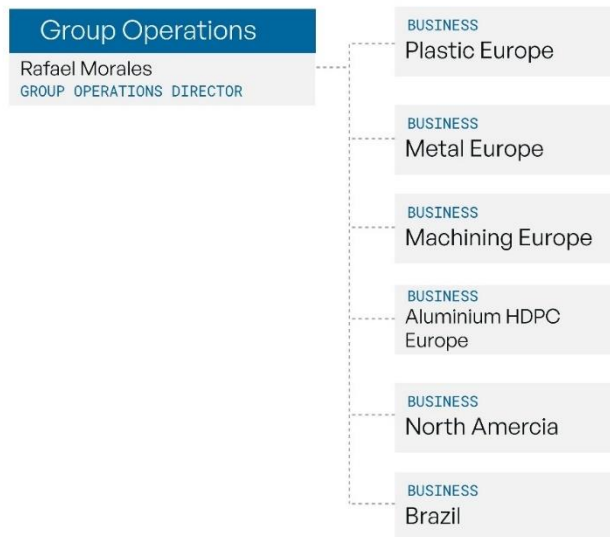 Group Operations
Rafael Morales
GROUP OPERATIONS DIRECTOR
BUSINESS
Plastic Europe
BUSINESS
Metal Europe
BUSINESS
Machining Europe
BUSINESS
Aluminium HDPC
Europe
BUSINESS
North Amercia
BUSINESS
Brazil